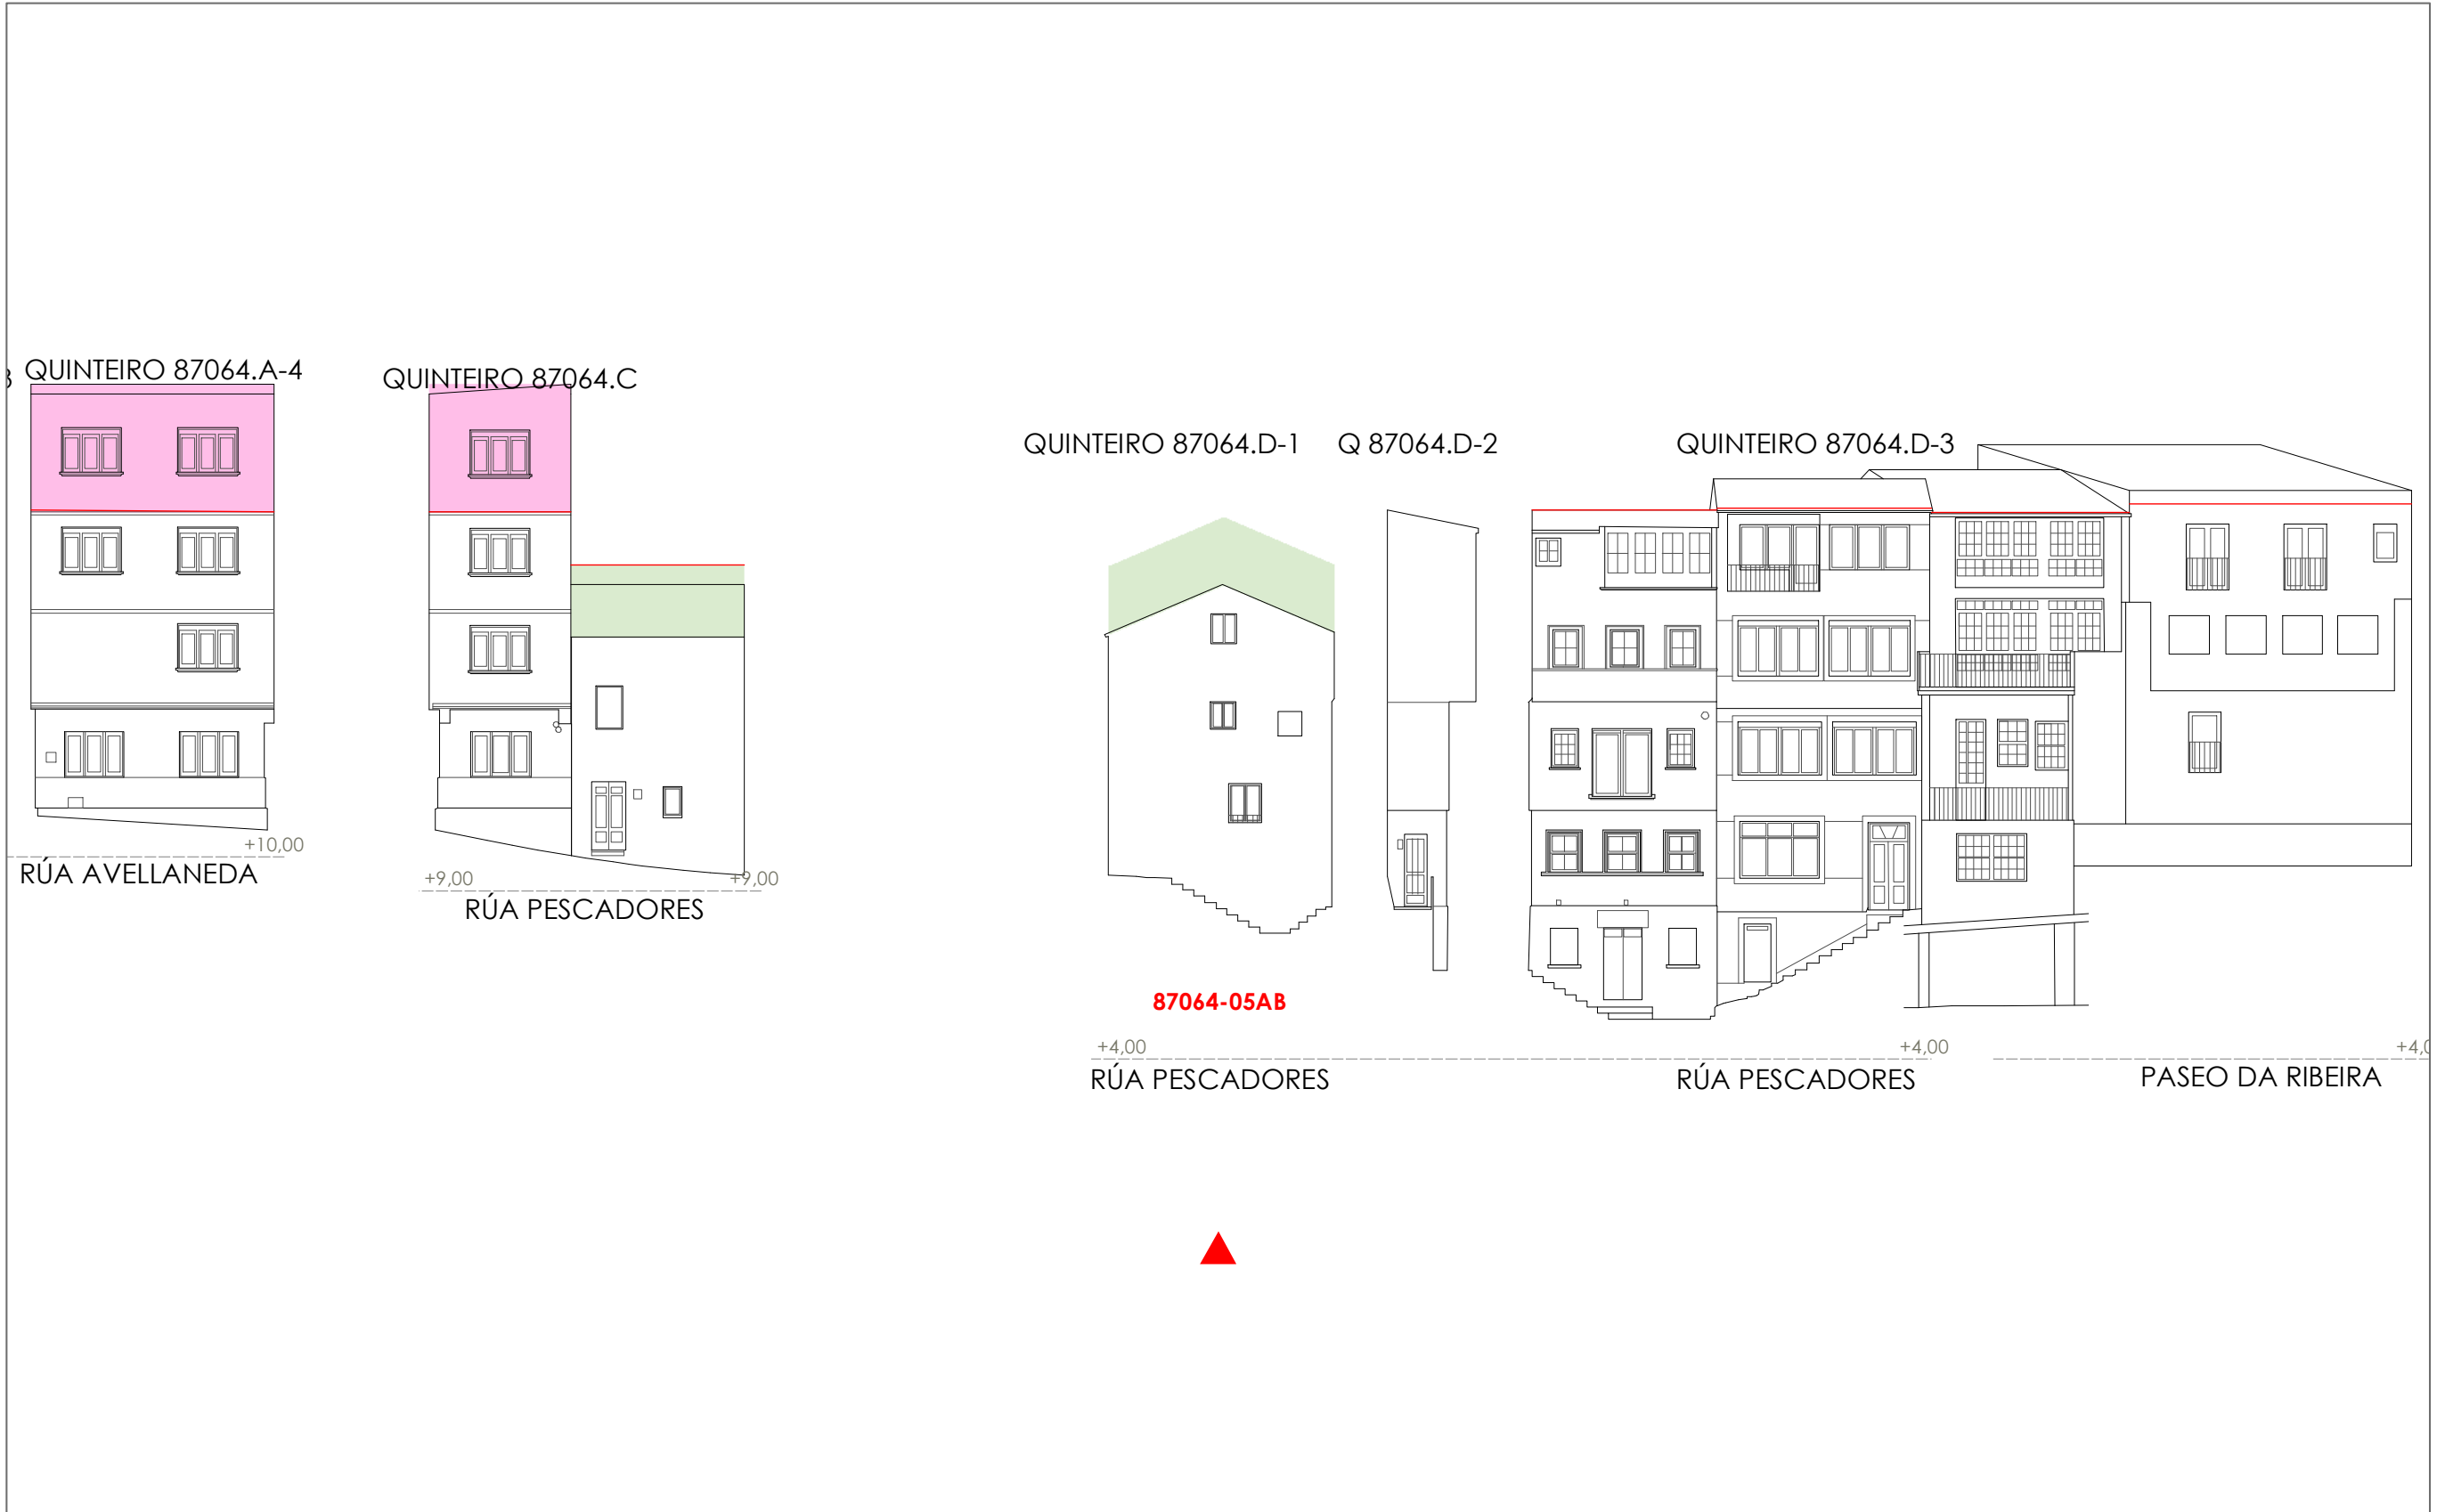 QUINTEIRO 87064.A-4
QUINTEIRO 87064.C
QUINTEIRO 87064.D-1
Q 87064.D-2
QUINTEIRO 87064.D-3
+10,00
RÚA AVELLANEDA
+9,00
+9,00
RÚA PESCADORES
87064-05AB
+4,00
+4,00
RÚA PESCADORES
RÚA PESCADORES
PASEO DA RIBEIRA